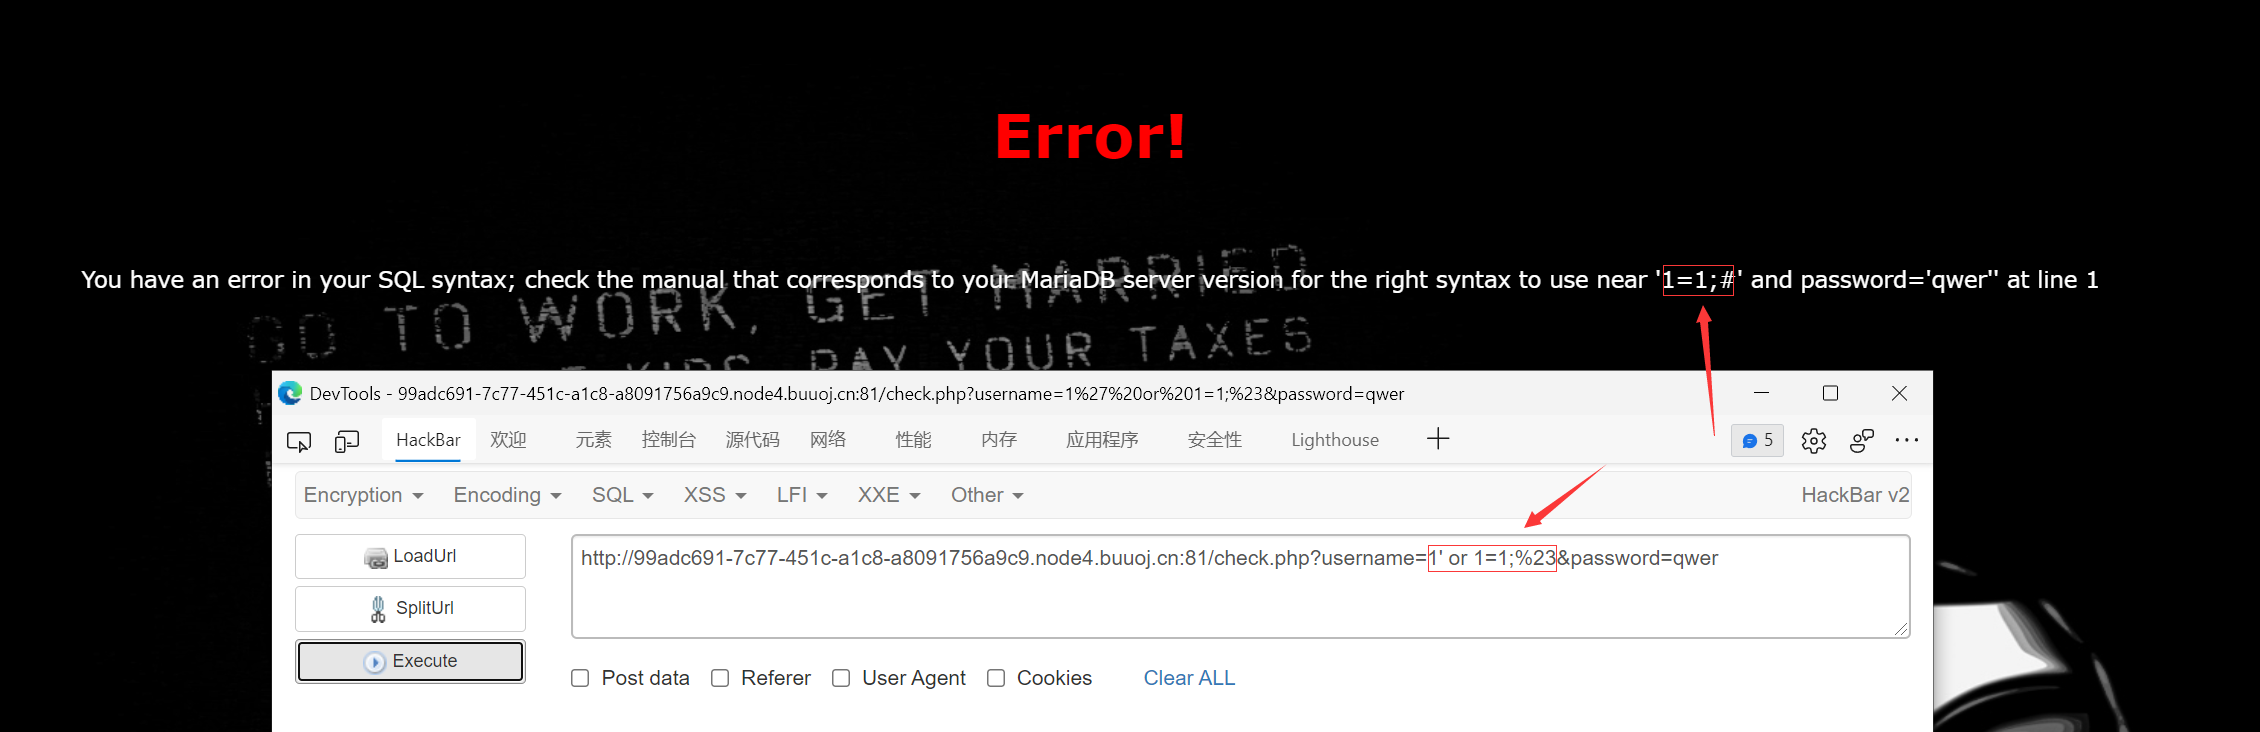 Error!
You have an error in your SQL syntax; check the manual that corresponds to your MariaDB server version for the right syntax to use near '1=1;#' and password='qwer'' at line 1
GO TO WORK, GET MARRIED
KIDS, PAY YOUR TAXES
DevTools - 99adc691-7c77-451c-a1c8-a8091756a9c9.node4.buuoj.cn:81/check.php?username=1%27%20or%201=1;%23&password=qwer
HackBar 欢迎 元素 控制台 源代码 网络 性能 内存 应用程序 安全性 Lighthouse 5
Encryption Encoding SQL XSS LFI XXE Other HackBar v2
LoadUrl
http://99adc691-7c77-451c-a1c8-a8091756a9c9.node4.buuoj.cn:81/check.php?username=1' or 1=1;%23&password=qwer
SplitUrl
Execute
Post data Referer User Agent Cookies Clear ALL